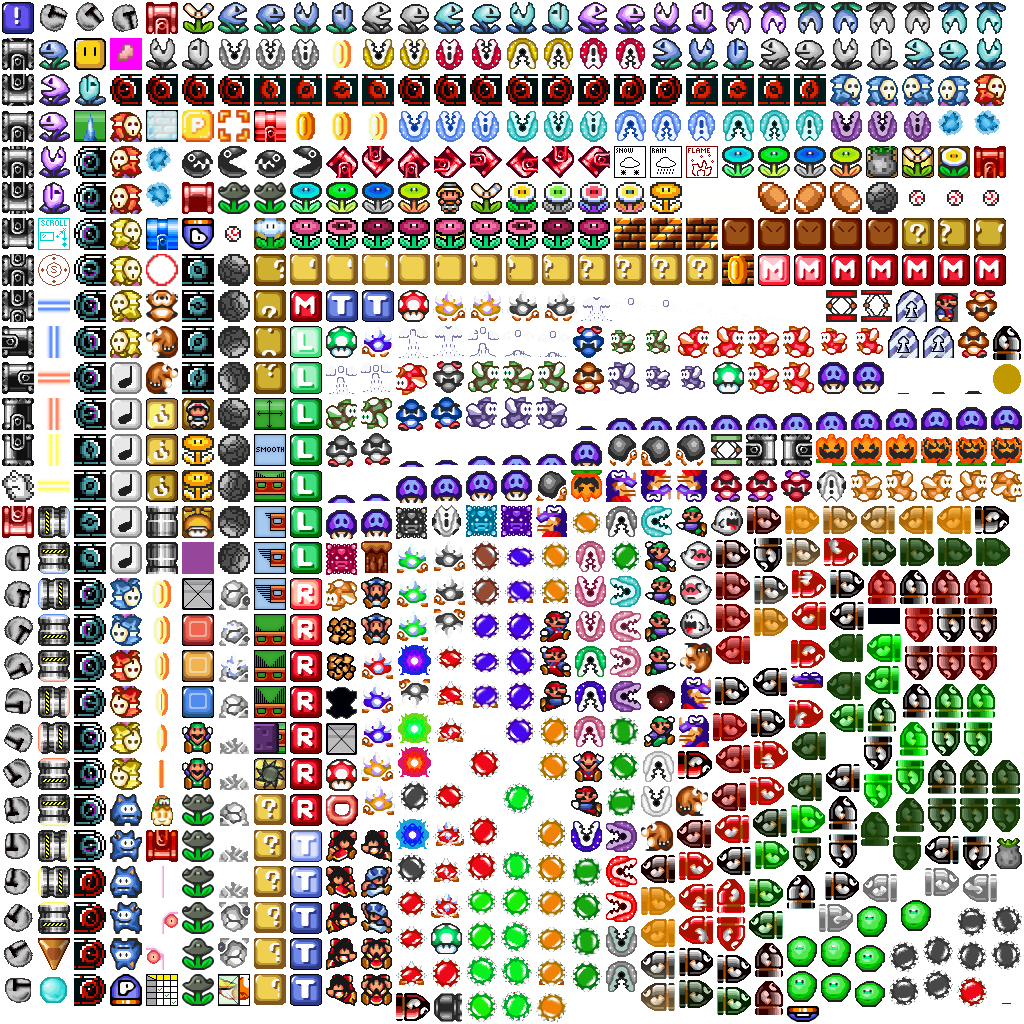 !
P
SNOW RAIN FLAME
SCROLL
? ? ?
S ? ? ? ? ? ? M M M M M M M
? M T T
L
? L
L
SMOOTH L
L
L
L
R
R
R
R
R
R
? R
? T
? T
? T
? T
P ? T